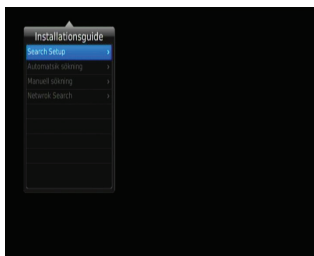 Installationsguide
Search Setup
Automatisk sökning
Manuell sökning
Network Search